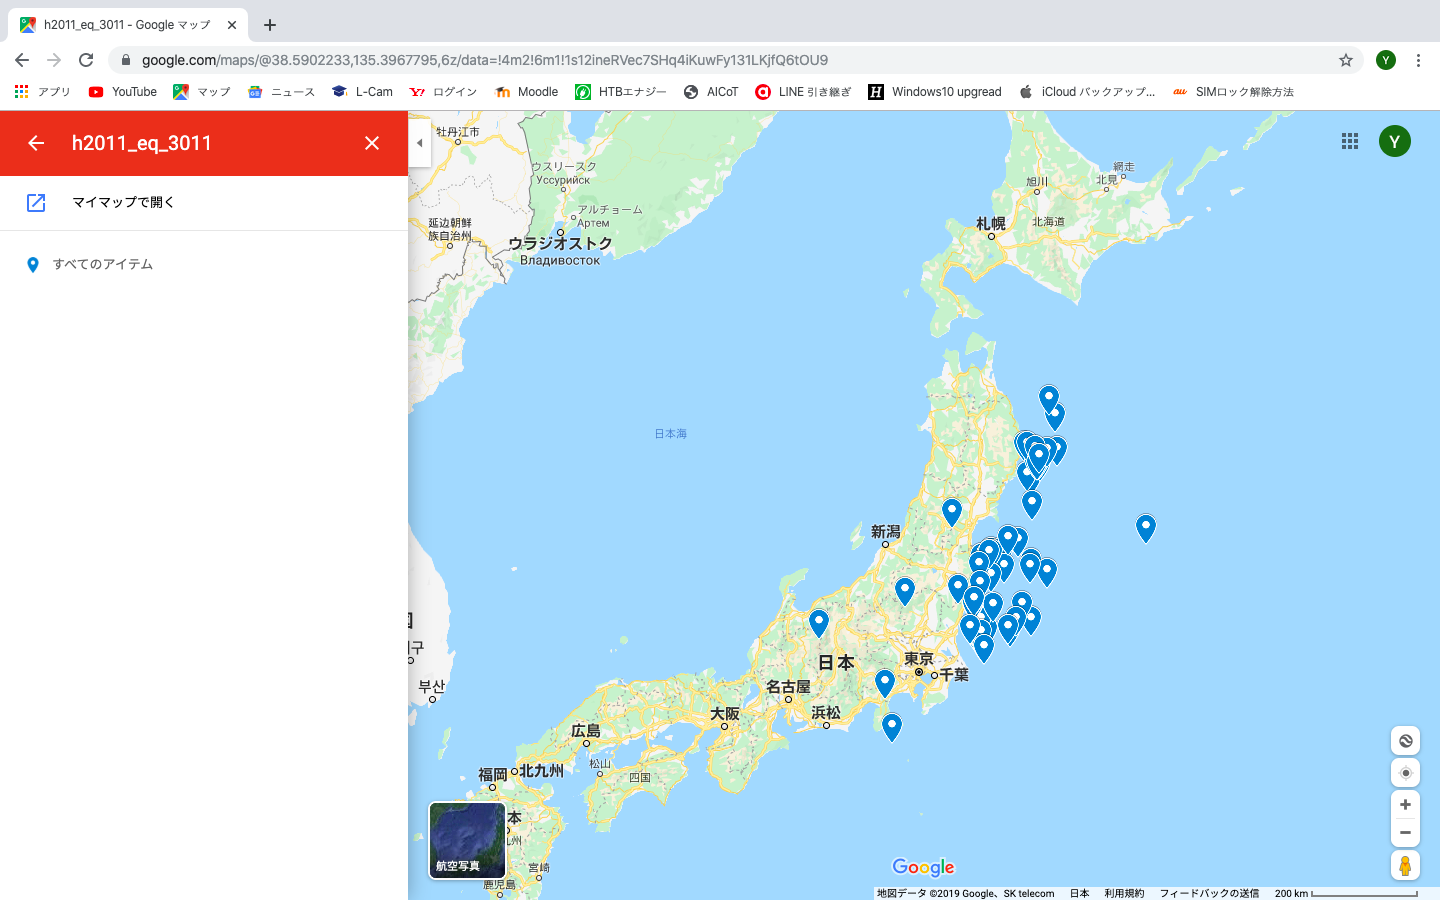 h2011_eq_3011 - Google マップ
google.com/maps/@38.5902233,135.3967795,6z/data=!4m2!6m1!1s12ineRVec7SHq4iKuwFy131LKjfQ6tOU9
Y
アプリ YouTube マップ ニュース L-Cam ログイン Moodle HTBエナジー AICoT LINE 引き継ぎ Windows10 upgread iCloud バックアップ... SIMロック解除方法
h2011_eq_3011
マイマップで開く
すべてのアイテム
Y
牡丹江市
ウスリースク
Уссурийск
アルチョーム
Артем
延辺朝鮮
族自治州
ウラジオストク
Владивосток
網走
旭川
北見
札幌
北海道
日本海
新潟
구
부산
日本
東京
千葉
名古屋
浜松
大阪
広島
松山
四国
福岡
北九州
本
九州
宮崎
鹿児島
航空写真
Google
地図データ ©2019 Google、SK telecom 日本 利用規約 フィードバックの送信 200 km